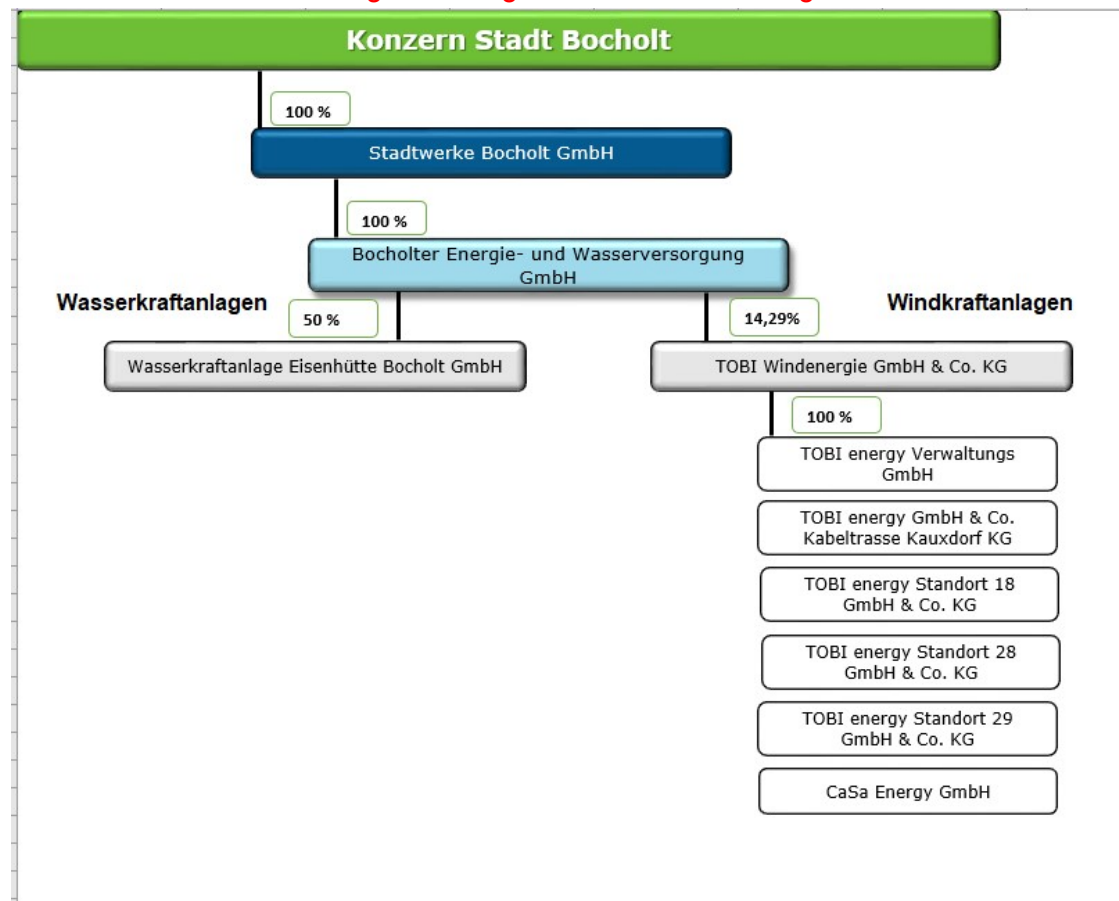 Konzern Stadt Bocholt
100 %
Stadtwerke Bocholt GmbH
100 %
Bocholter Energie- und Wasserversorgung
GmbH
Wasserkraftanlagen
50 %
14,29%
Windkraftanlagen
Wasserkraftanlage Eisenhütte Bocholt GmbH
TOBI Windenergie GmbH & Co. KG
100 %
TOBI energy Verwaltungs
GmbH
TOBI energy GmbH & Co.
Kabeltrasse Kauxdorf KG
TOBI energy Standort 18
GmbH & Co. KG
TOBI energy Standort 28
GmbH & Co. KG
TOBI energy Standort 29
GmbH & Co. KG
CaSa Energy GmbH